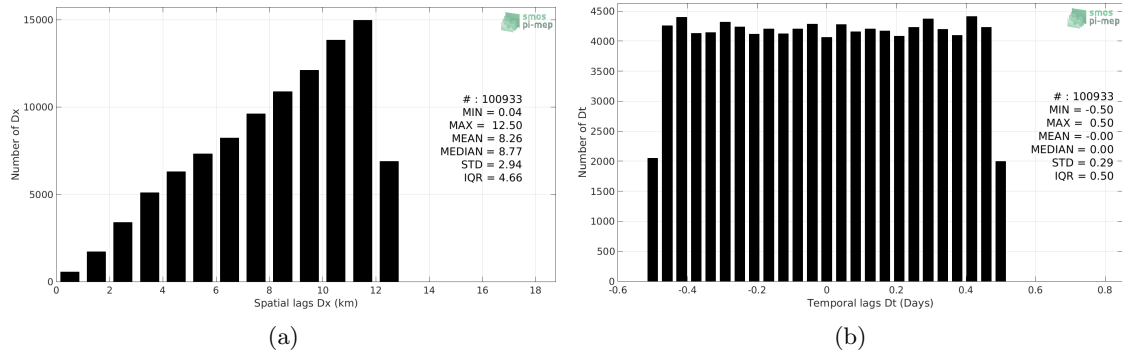 smos
pi-mep
15000
10000
5000
0
Number of Dx
# : 100933
MIN = 0.04
MAX = 12.50
MEAN = 8.26
MEDIAN = 8.77
STD = 2.94
IQR = 4.66
0 2 4 6 8 10 12 14 16 18
Spatial lags Dx (km)
(a)
smos
pi-mep
4500
4000
3500
3000
2500
2000
1500
1000
500
0
Number of Dt
# : 100933
MIN = -0.50
MAX = 0.50
MEAN = -0.00
MEDIAN = 0.00
STD = 0.29
IQR = 0.50
-0.6 -0.4 -0.2 0 0.2 0.4 0.6 0.8
Temporal lags Dt (Days)
(b)